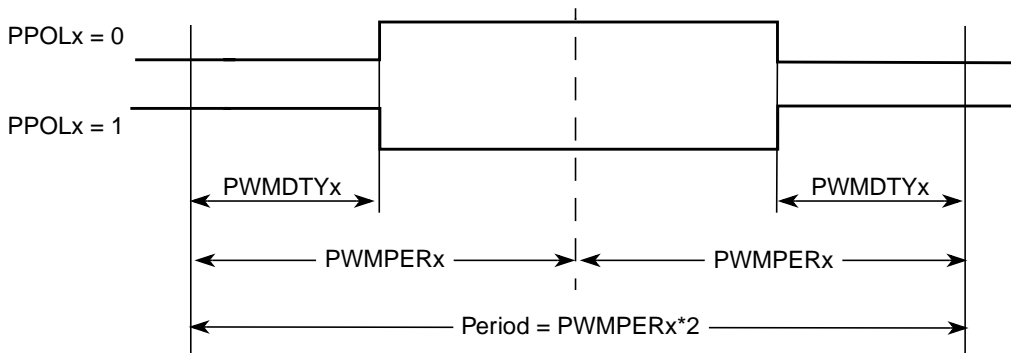 PPOLx = 0
PPOLx = 1
PWMDTYx
PWMDTYx
PWMPERx
PWMPERx
Period = PWMPERx*2